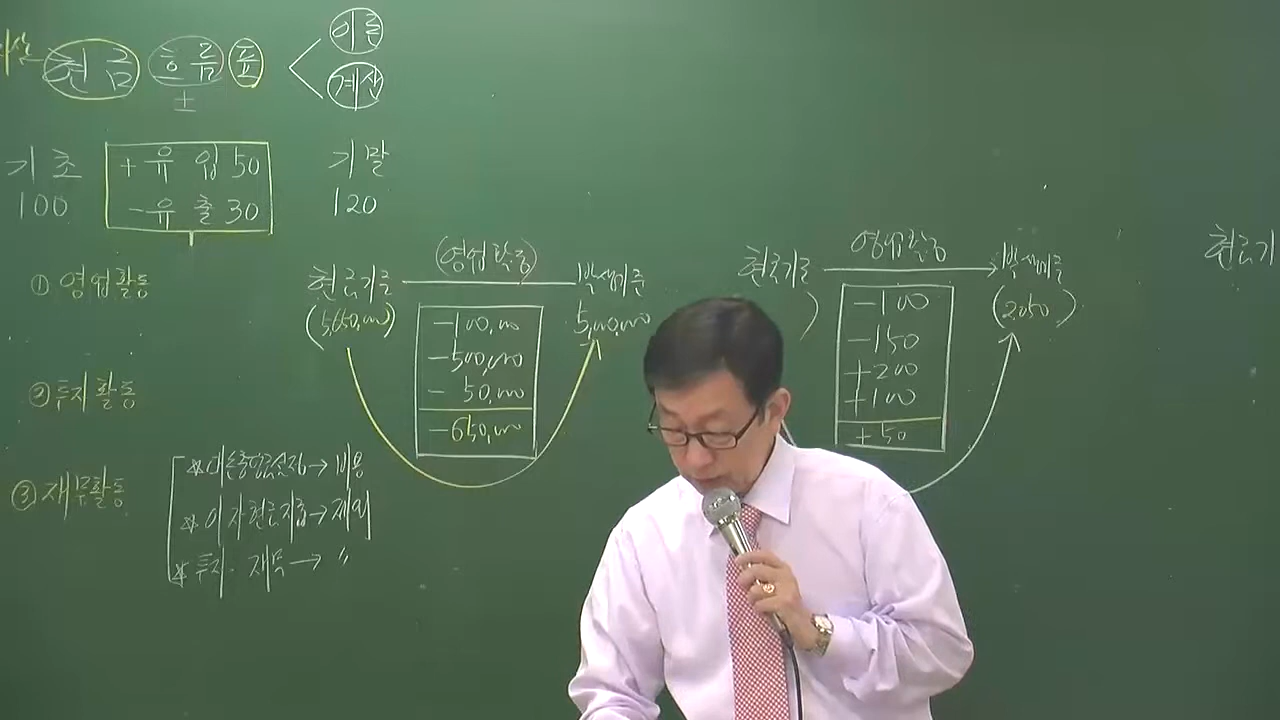 현금 흐름 표 이론
계산
±
기초 + 유입 50 기말
100 - 유출 30 120
① 영업활동
② 투자활동
③ 재무활동
(영업활동)
현금기준 발생기준
(5,650,000) 5,000,000
-100,000
-500,000
- 50,000
-650,000
※ 대손충당금설정 → 비용
※ 이자현금지급 → 제외
※ 투자·재무 → 〃
영업활동
현금기준 발생기준
) (2050)
-100
-150
+200
+100
+50
현금기